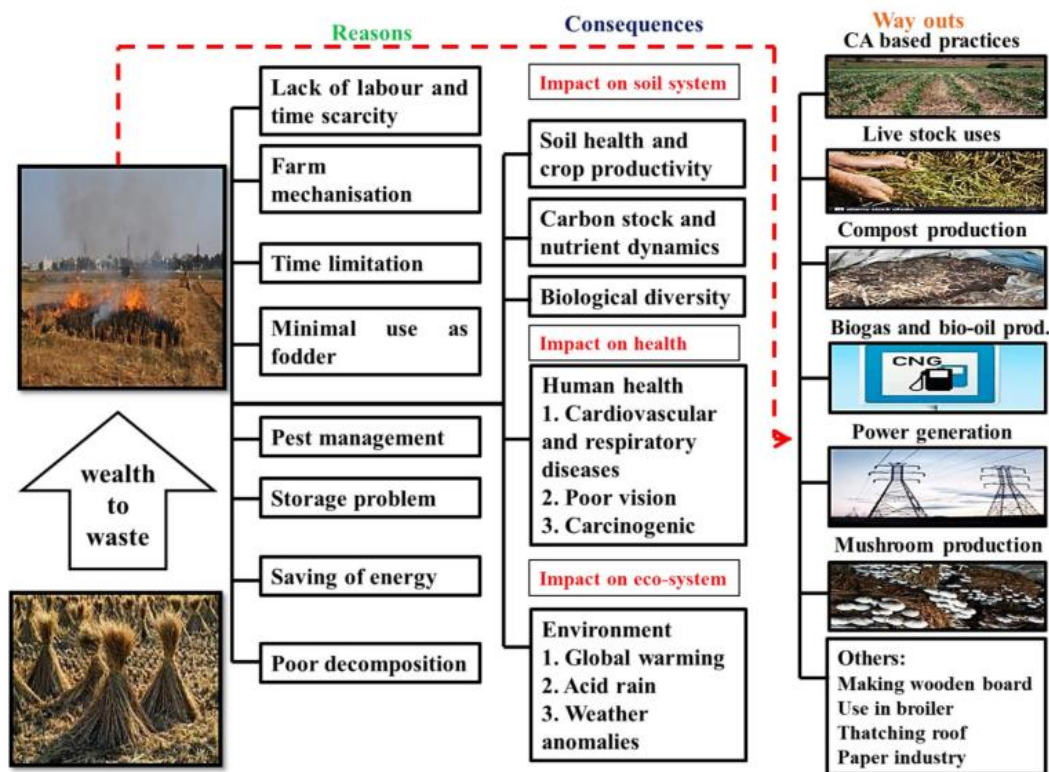 Reasons
Lack of labour and
time scarcity
Farm
mechanisation
Time limitation
Minimal use as
fodder
Pest management
Storage problem
Saving of energy
Poor decomposition
wealth
to
waste
Consequences
Impact on soil system
Soil health and
crop productivity
Carbon stock and
nutrient dynamics
Biological diversity
Impact on health
Human health
1. Cardiovascular
and respiratory
diseases
2. Poor vision
3. Carcinogenic
Impact on eco-system
Environment
1. Global warming
2. Acid rain
3. Weather
anomalies
Way outs
CA based practices
Live stock uses
Compost production
Biogas and bio-oil prod.
CNG
Power generation
Mushroom production
Others:
Making wooden board
Use in broiler
Thatching roof
Paper industry